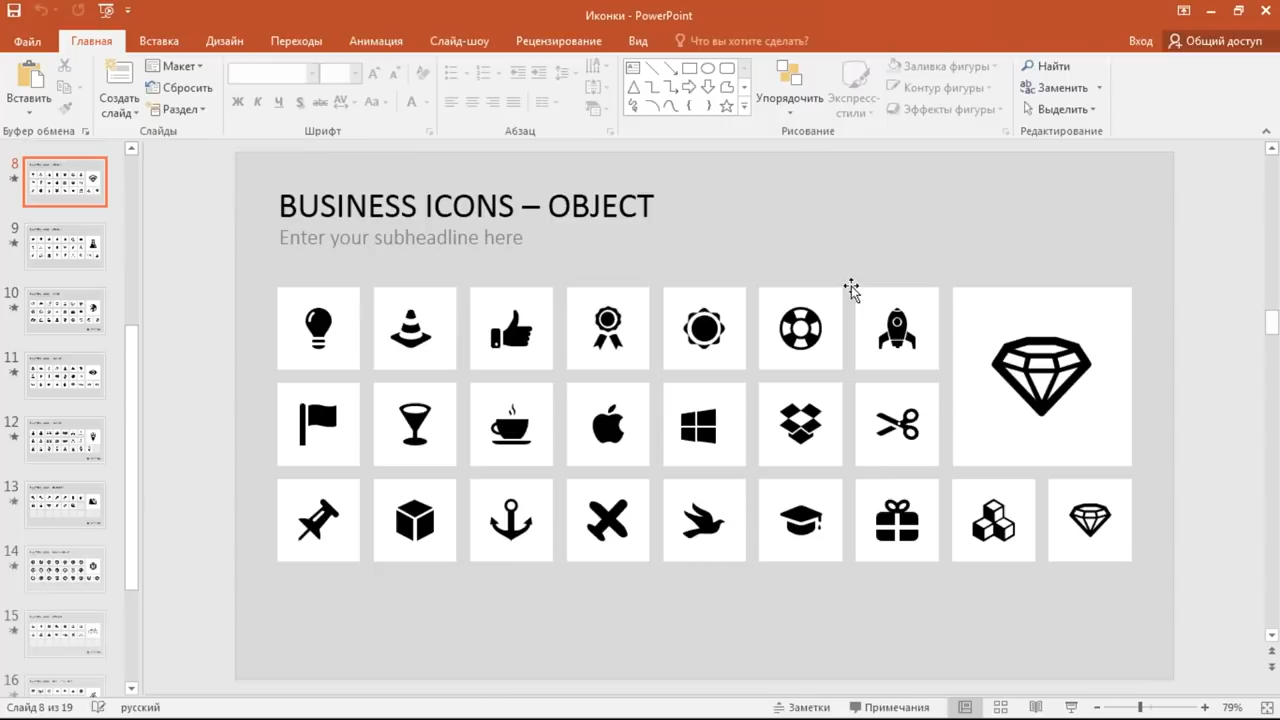 Иконки - PowerPoint
Файл
Главная
Вставка
Дизайн
Переходы
Анимация
Слайд-шоу
Рецензирование
Вид
Что вы хотите сделать?
Вход
Общий доступ
Вставить
Буфер обмена
Создать слайд
Макет
Сбросить
Раздел
Слайды
Ж К Ч S abc AV Aa A
Шрифт
Абзац
Упорядочить
Экспресс-стили
Заливка фигуры
Контур фигуры
Эффекты фигуры
Рисование
Найти
Заменить
Выделить
Редактирование
8
9
10
11
12
13
14
15
16
BUSINESS ICONS – OBJECT
Enter your subheadline here
Слайд 8 из 19
русский
Заметки
Примечания
79%